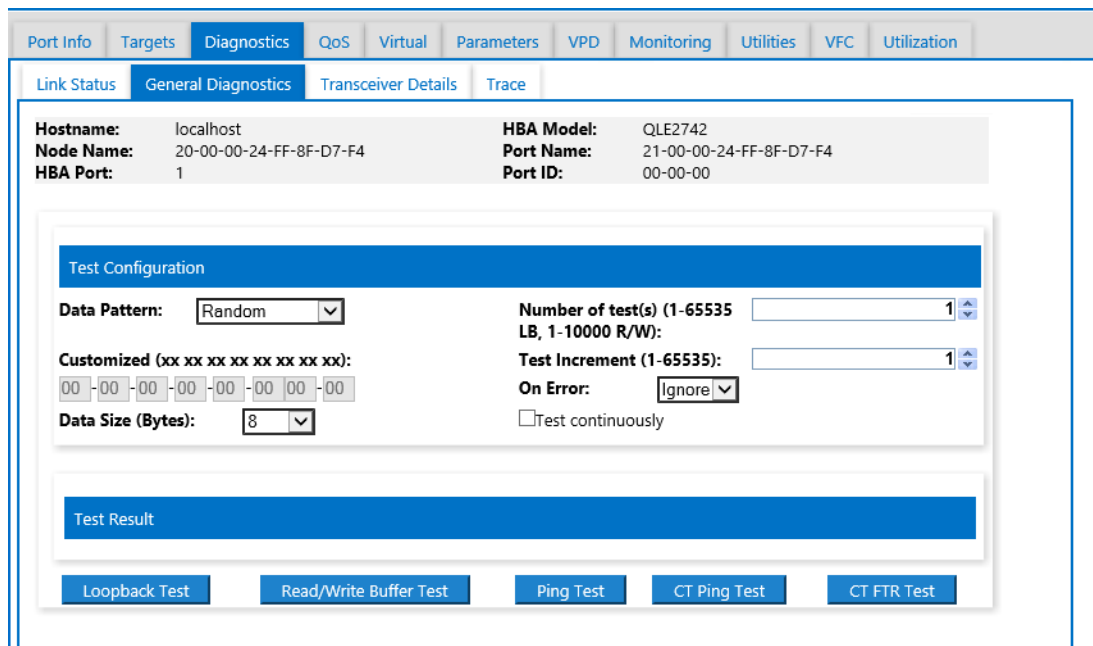 Port Info Targets Diagnostics QoS Virtual Parameters VPD Monitoring Utilities VFC Utilization
Link Status General Diagnostics Transceiver Details Trace
Hostname: localhost HBA Model: QLE2742
Node Name: 20-00-00-24-FF-8F-D7-F4 Port Name: 21-00-00-24-FF-8F-D7-F4
HBA Port: 1 Port ID: 00-00-00
Test Configuration
Data Pattern: Random Number of test(s) (1-65535 1
LB, 1-10000 R/W):
Customized (xx xx xx xx xx xx xx xx): Test Increment (1-65535): 1
00 -00 -00 -00 -00 -00 00 -00 On Error: Ignore
Data Size (Bytes): 8 Test continuously
Test Result
Loopback Test Read/Write Buffer Test Ping Test CT Ping Test CT FTR Test